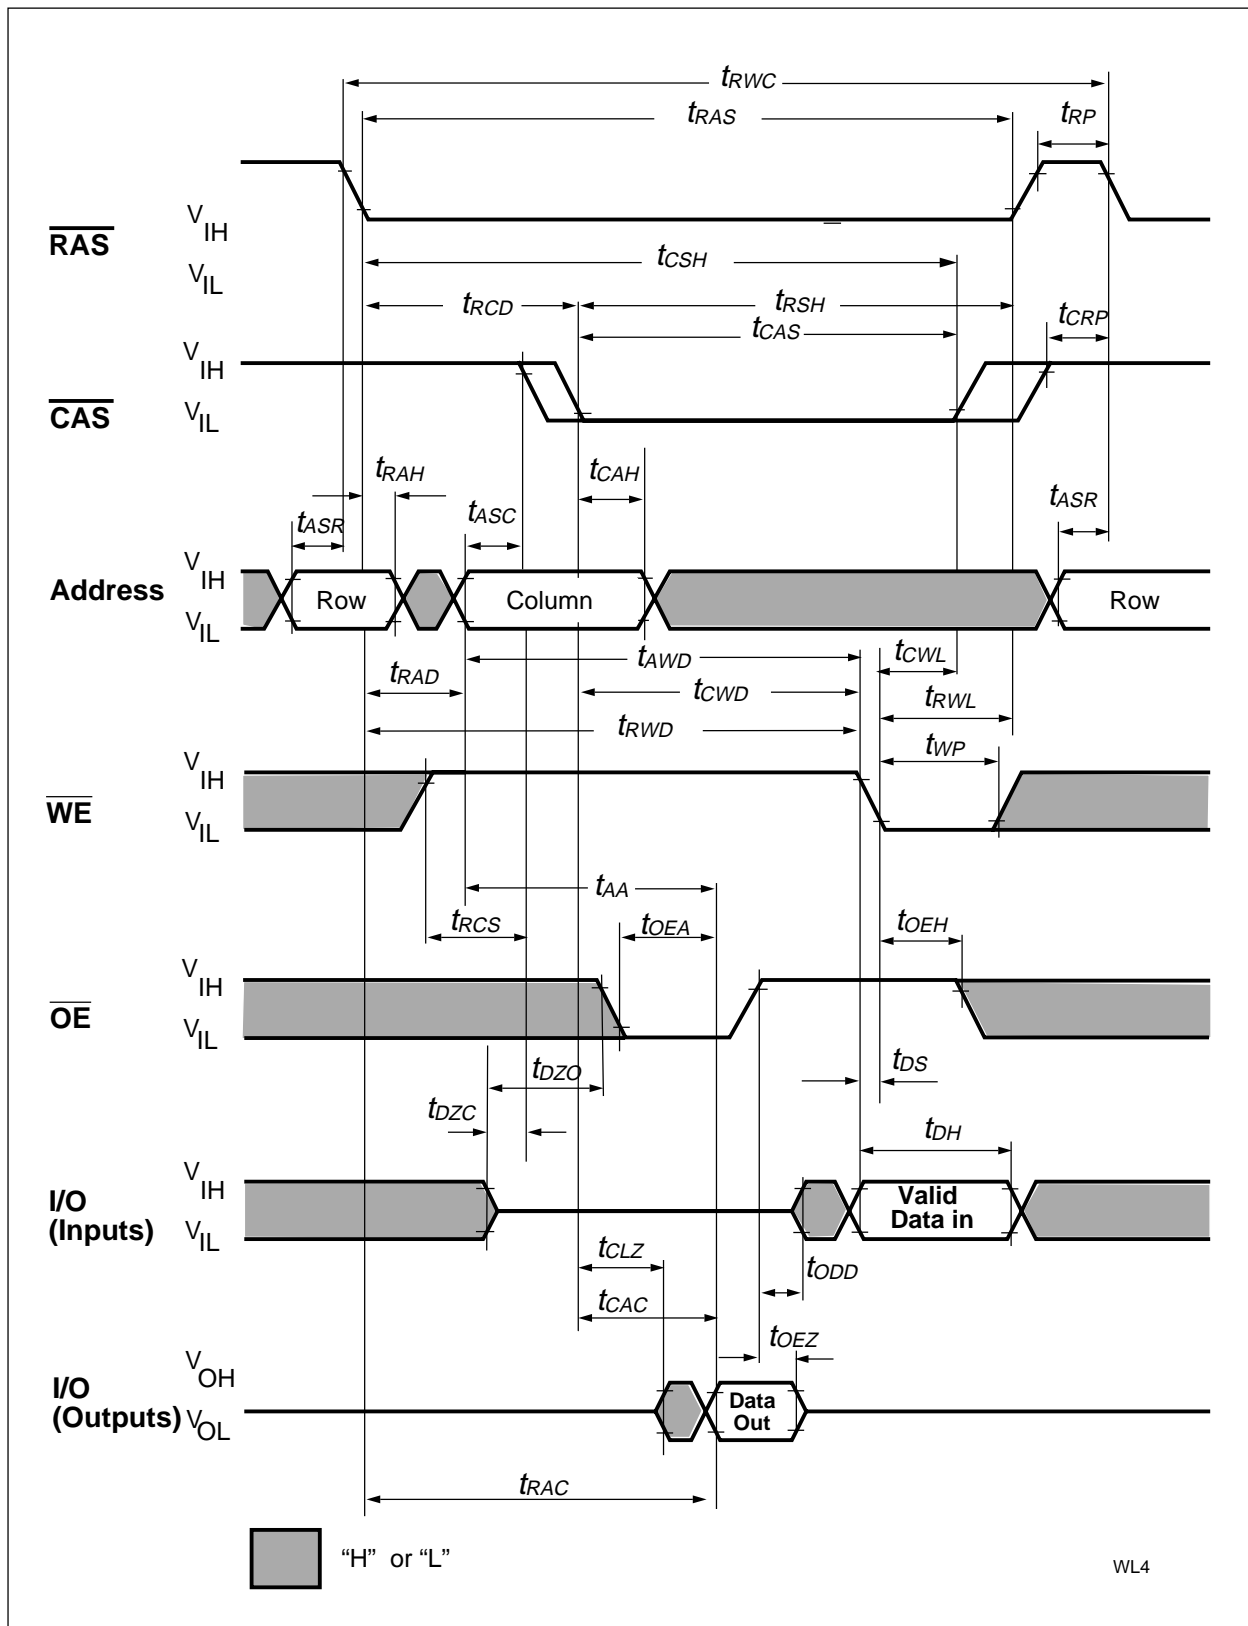 tRWC
tRAS
tRP
RAS
VIH
VIL
tCSH
tRCD
tRSH
tCAS
tCRP
CAS
VIH
VIL
tRAH
tCAH
tASR
tASC
tASR
Address
VIH
VIL
Row
Column
Row
tAWD
tCWL
tRAD
tCWD
tRWL
tRWD
tWP
WE
VIH
VIL
tAA
tRCS
tOEA
tOEH
OE
VIH
VIL
tDZO
tDS
tDZC
tDH
I/O
(Inputs)
VIH
VIL
Valid
Data in
tCLZ
tODD
tCAC
tOEZ
I/O
(Outputs)
VOH
VOL
Data
Out
tRAC
“H” or “L”
WL4